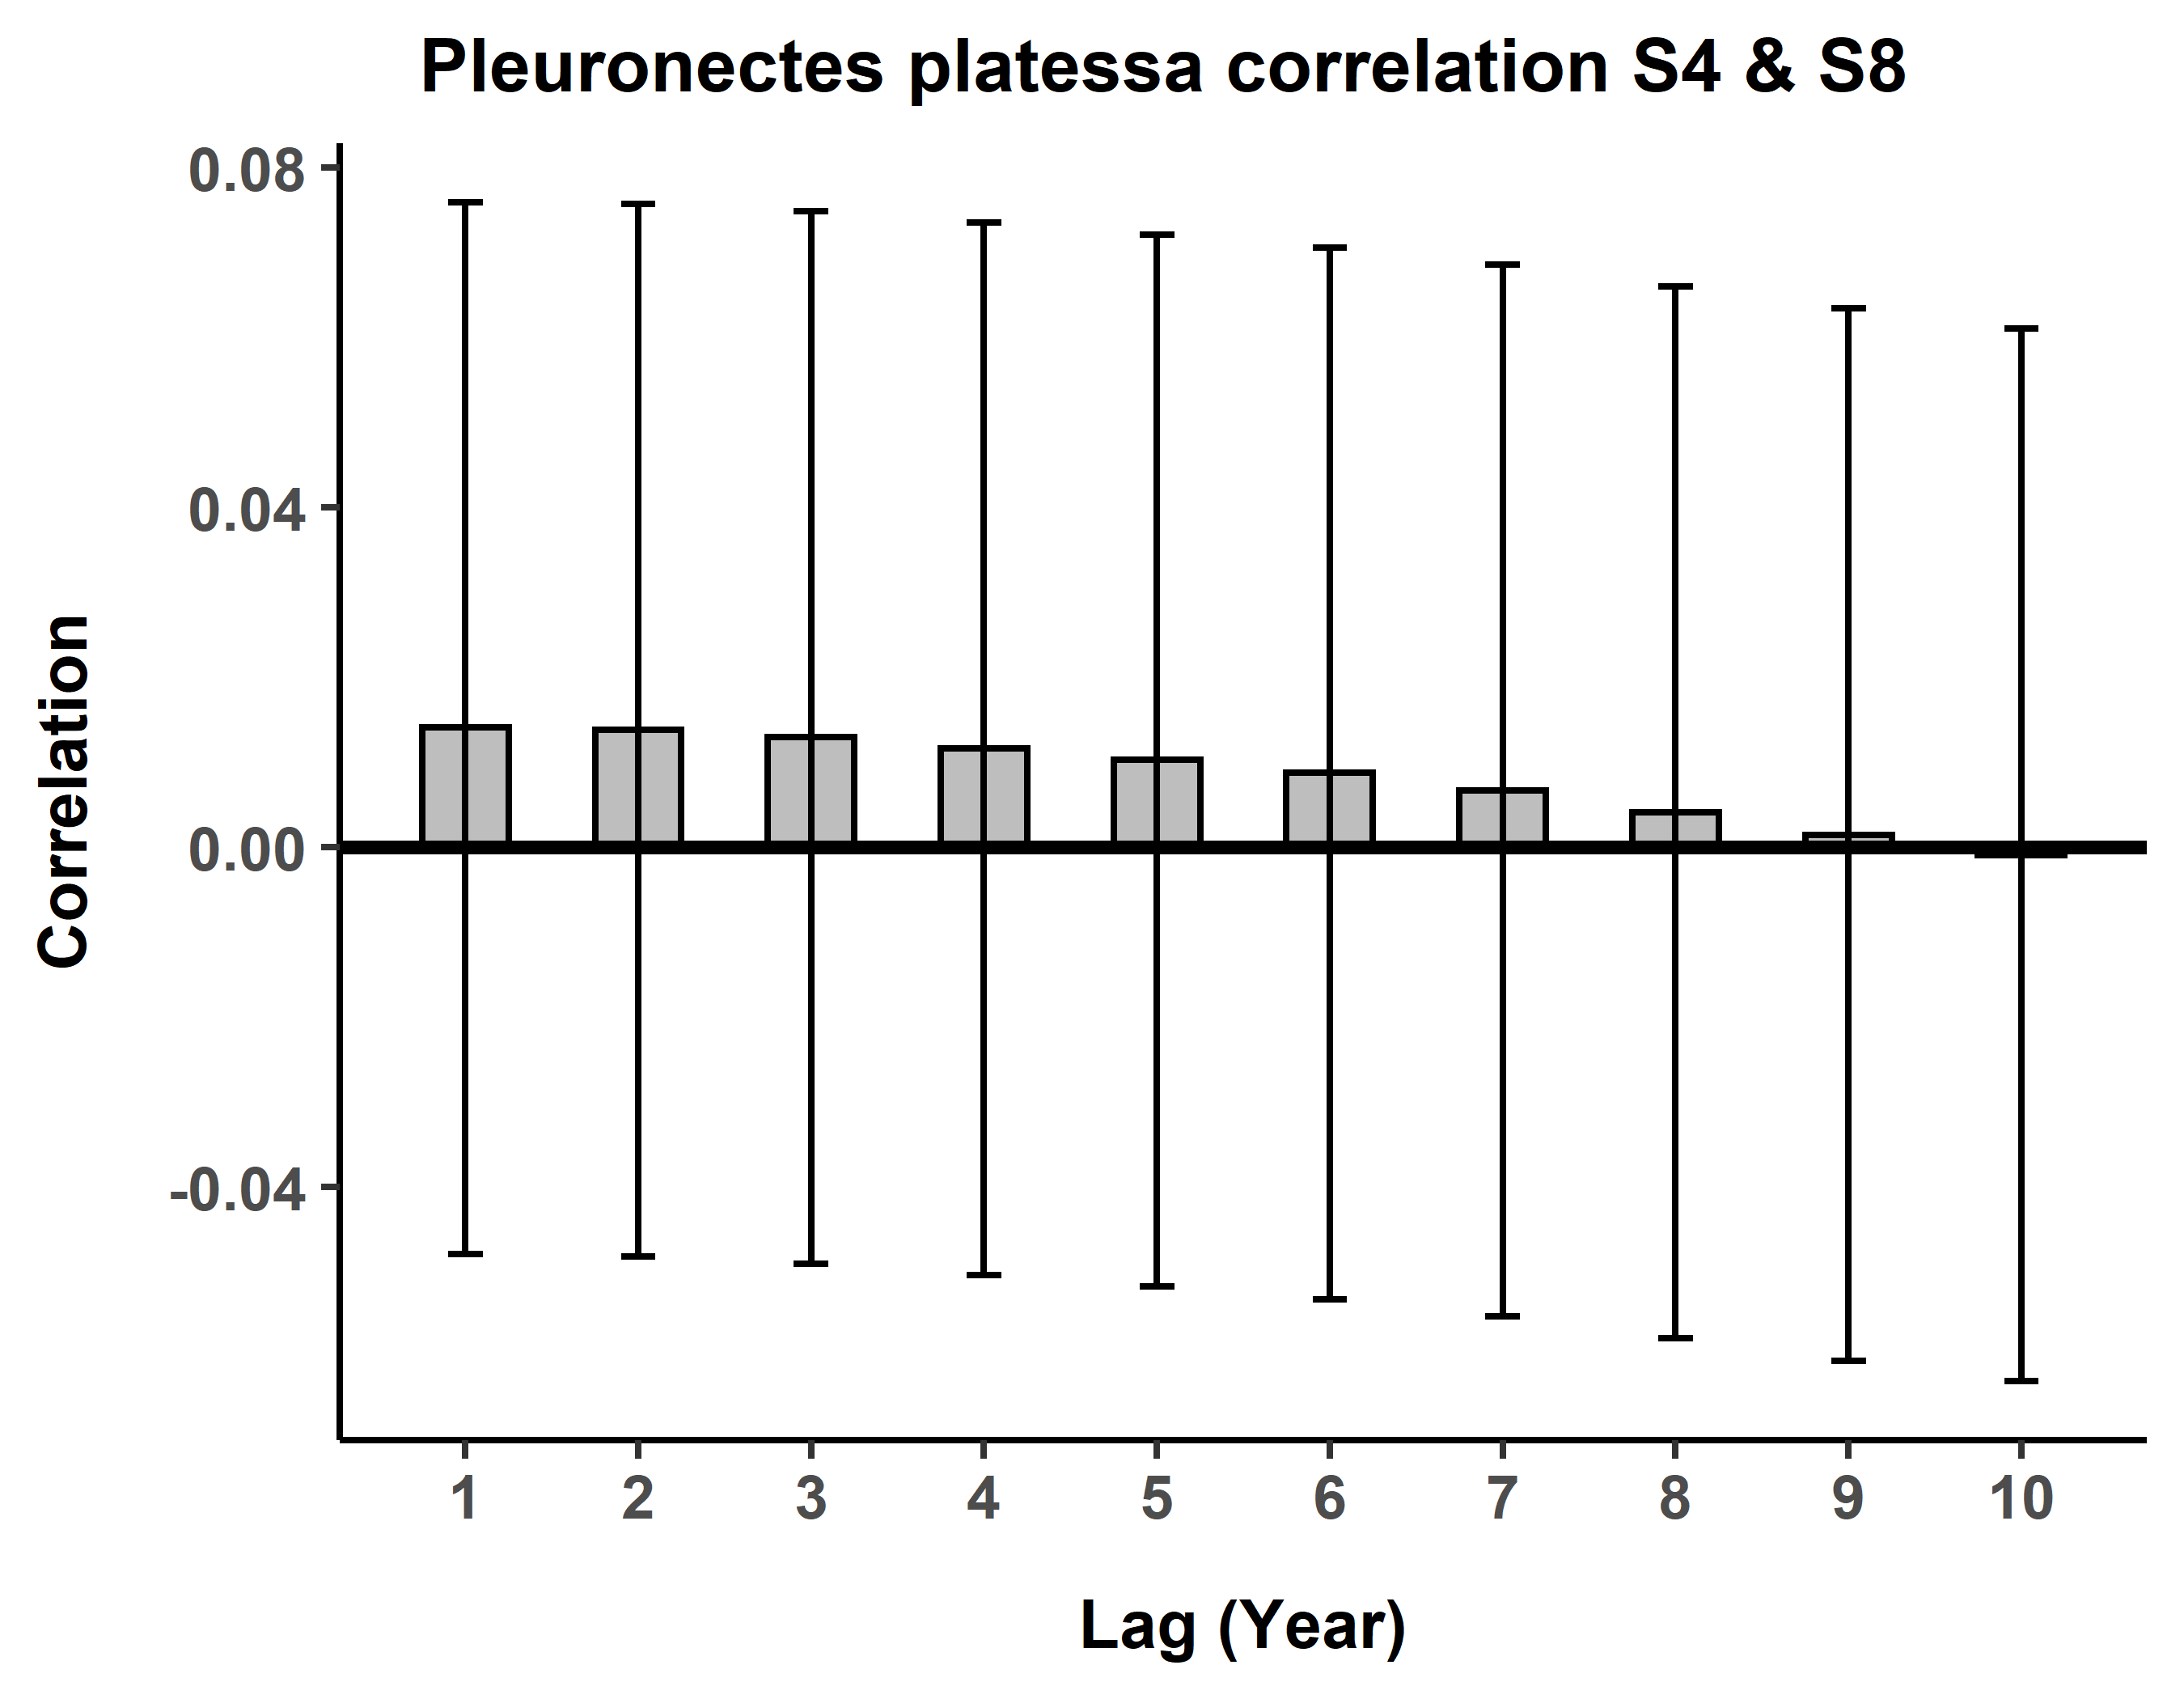 Pleuronectes platessa correlation S4 & S8
0.08
0.04
0.00
-0.04
Correlation
1 2 3 4 5 6 7 8 9 10
Lag (Year)